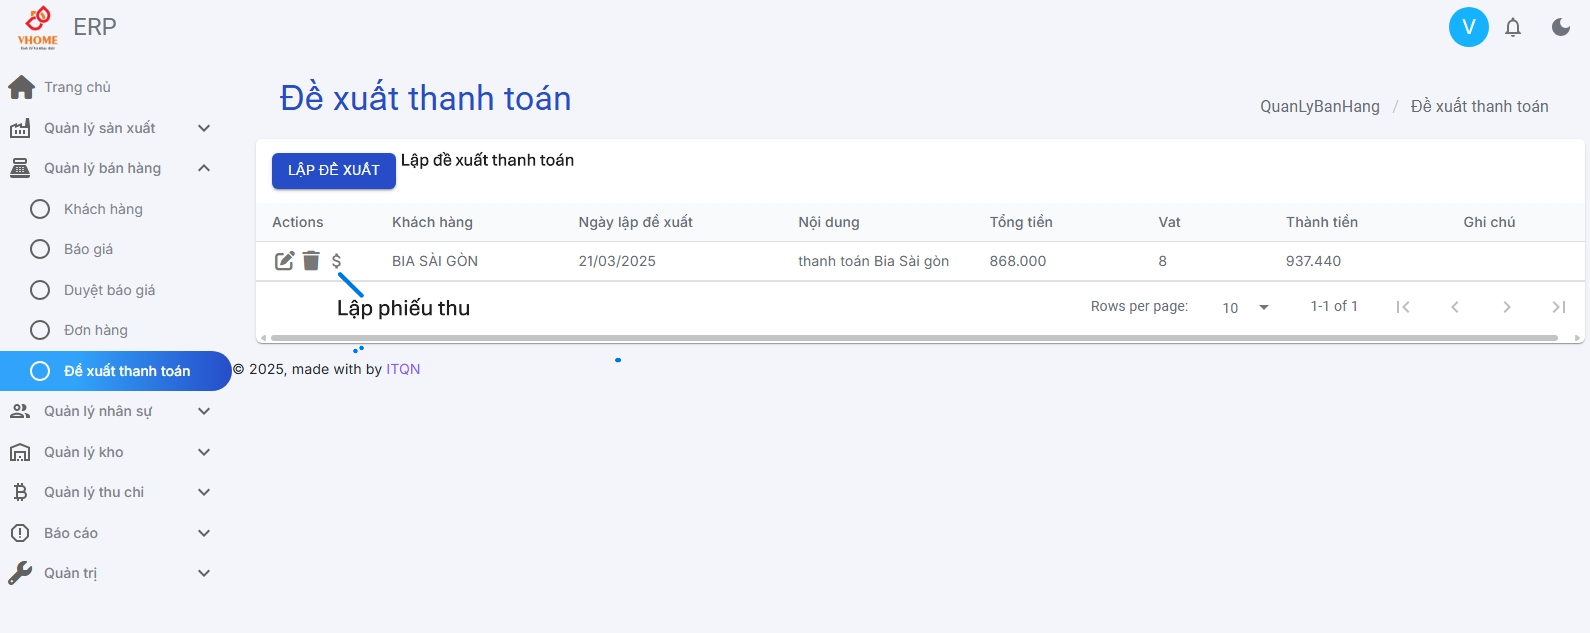 VHOME
ERP
V
Trang chủ
Quản lý sản xuất
Quản lý bán hàng
Khách hàng
Báo giá
Duyệt báo giá
Đơn hàng
Đề xuất thanh toán
Quản lý nhân sự
Quản lý kho
Quản lý thu chi
Báo cáo
Quản trị
Đề xuất thanh toán
QuanLyBanHang / Đề xuất thanh toán
LẬP ĐỀ XUẤT Lập đề xuất thanh toán
Actions Khách hàng Ngày lập đề xuất Nội dung Tổng tiền Vat Thành tiền Ghi chú
$ BIA SÀI GÒN 21/03/2025 thanh toán Bia Sài gòn 868.000 8 937.440
Lập phiếu thu
Rows per page: 10 1-1 of 1
© 2025, made with by ITQN